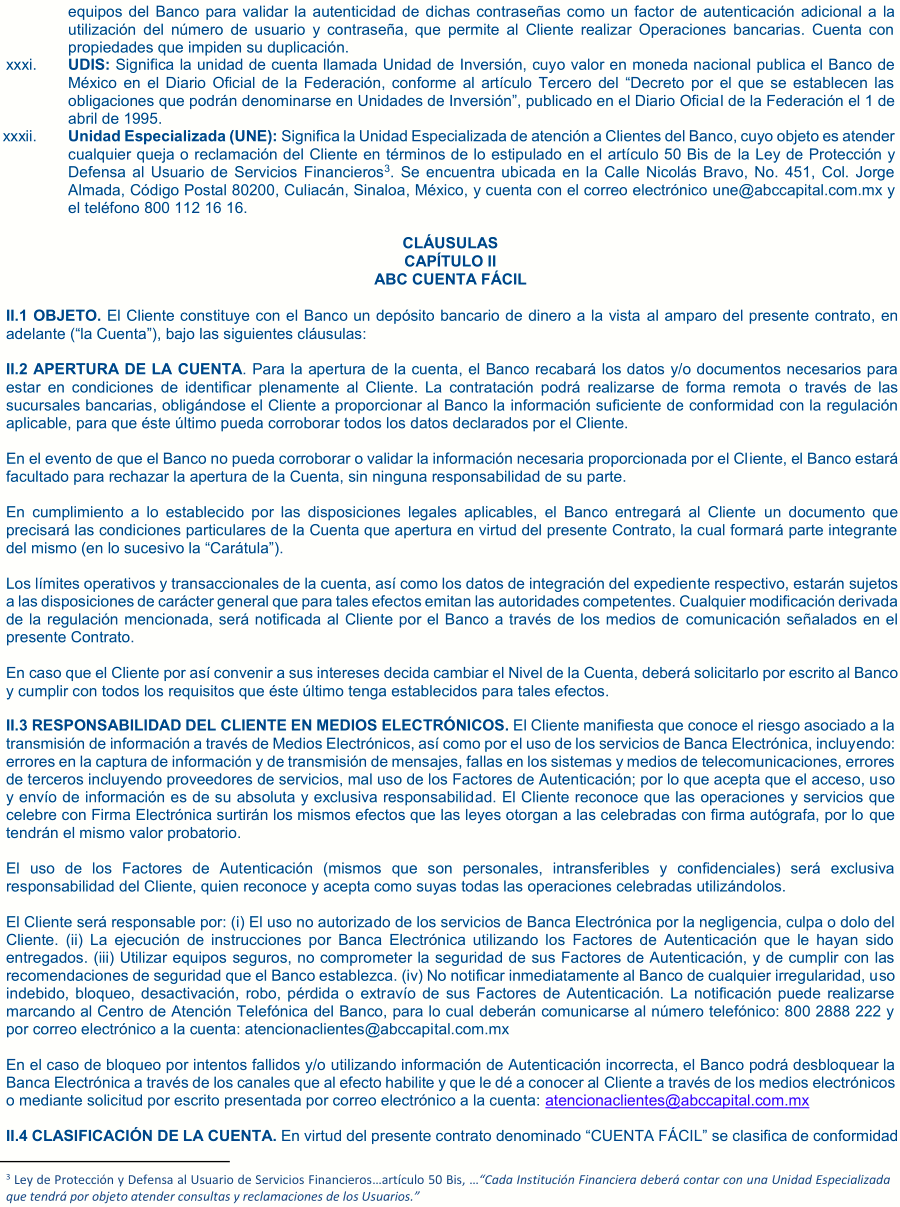 equipos del Banco para validar la autenticidad de dichas contraseñas como un factor de autenticación adicional a la
utilización del número de usuario y contraseña, que permite al Cliente realizar Operaciones bancarias. Cuenta con
propiedades que impiden su duplicación.
xxxi. UDIS: Significa la unidad de cuenta llamada Unidad de Inversión, cuyo valor en moneda nacional publica el Banco de
México en el Diario Oficial de la Federación, conforme al artículo Tercero del “Decreto por el que se establecen las
obligaciones que podrán denominarse en Unidades de Inversión”, publicado en el Diario Oficial de la Federación el 1 de
abril de 1995.
xxxii. Unidad Especializada (UNE): Significa la Unidad Especializada de atención a Clientes del Banco, cuyo objeto es atender
cualquier queja o reclamación del Cliente en términos de lo estipulado en el artículo 50 Bis de la Ley de Protección y
Defensa al Usuario de Servicios Financieros³. Se encuentra ubicada en la Calle Nicolás Bravo, No. 451, Col. Jorge
Almada, Código Postal 80200, Culiacán, Sinaloa, México, y cuenta con el correo electrónico une@abccapital.com.mx y
el teléfono 800 112 16 16.
CLÁUSULAS
CAPÍTULO II
ABC CUENTA FÁCIL
II.1 OBJETO. El Cliente constituye con el Banco un depósito bancario de dinero a la vista al amparo del presente contrato, en
adelante (“la Cuenta”), bajo las siguientes cláusulas:
II.2 APERTURA DE LA CUENTA. Para la apertura de la cuenta, el Banco recabará los datos y/o documentos necesarios para
estar en condiciones de identificar plenamente al Cliente. La contratación podrá realizarse de forma remota o través de las
sucursales bancarias, obligándose el Cliente a proporcionar al Banco la información suficiente de conformidad con la regulación
aplicable, para que éste último pueda corroborar todos los datos declarados por el Cliente.
En el evento de que el Banco no pueda corroborar o validar la información necesaria proporcionada por el Cliente, el Banco estará
facultado para rechazar la apertura de la Cuenta, sin ninguna responsabilidad de su parte.
En cumplimiento a lo establecido por las disposiciones legales aplicables, el Banco entregará al Cliente un documento que
precisará las condiciones particulares de la Cuenta que apertura en virtud del presente Contrato, la cual formará parte integrante
del mismo (en lo sucesivo la “Carátula”).
Los límites operativos y transaccionales de la cuenta, así como los datos de integración del expediente respectivo, estarán sujetos
a las disposiciones de carácter general que para tales efectos emitan las autoridades competentes. Cualquier modificación derivada
de la regulación mencionada, será notificada al Cliente por el Banco a través de los medios de comunicación señalados en el
presente Contrato.
En caso que el Cliente por así convenir a sus intereses decida cambiar el Nivel de la Cuenta, deberá solicitarlo por escrito al Banco
y cumplir con todos los requisitos que éste último tenga establecidos para tales efectos.
II.3 RESPONSABILIDAD DEL CLIENTE EN MEDIOS ELECTRÓNICOS. El Cliente manifiesta que conoce el riesgo asociado a la
transmisión de información a través de Medios Electrónicos, así como por el uso de los servicios de Banca Electrónica, incluyendo:
errores en la captura de información y de transmisión de mensajes, fallas en los sistemas y medios de telecomunicaciones, errores
de terceros incluyendo proveedores de servicios, mal uso de los Factores de Autenticación; por lo que acepta que el acceso, uso
y envío de información es de su absoluta y exclusiva responsabilidad. El Cliente reconoce que las operaciones y servicios que
celebre con Firma Electrónica surtirán los mismos efectos que las leyes otorgan a las celebradas con firma autógrafa, por lo que
tendrán el mismo valor probatorio.
El uso de los Factores de Autenticación (mismos que son personales, intransferibles y confidenciales) será exclusiva
responsabilidad del Cliente, quien reconoce y acepta como suyas todas las operaciones celebradas utilizándolos.
El Cliente será responsable por: (i) El uso no autorizado de los servicios de Banca Electrónica por la negligencia, culpa o dolo del
Cliente. (ii) La ejecución de instrucciones por Banca Electrónica utilizando los Factores de Autenticación que le hayan sido
entregados. (iii) Utilizar equipos seguros, no comprometer la seguridad de sus Factores de Autenticación, y de cumplir con las
recomendaciones de seguridad que el Banco establezca. (iv) No notificar inmediatamente al Banco de cualquier irregularidad, uso
indebido, bloqueo, desactivación, robo, pérdida o extravío de sus Factores de Autenticación. La notificación puede realizarse
marcando al Centro de Atención Telefónica del Banco, para lo cual deberán comunicarse al número telefónico: 800 2888 222 y
por correo electrónico a la cuenta: atencionaclientes@abccapital.com.mx
En el caso de bloqueo por intentos fallidos y/o utilizando información de Autenticación incorrecta, el Banco podrá desbloquear la
Banca Electrónica a través de los canales que al efecto habilite y que le dé a conocer al Cliente a través de los medios electrónicos
o mediante solicitud por escrito presentada por correo electrónico a la cuenta: atencionaclientes@abccapital.com.mx
II.4 CLASIFICACIÓN DE LA CUENTA. En virtud del presente contrato denominado “CUENTA FÁCIL” se clasifica de conformidad
³ Ley de Protección y Defensa al Usuario de Servicios Financieros…artículo 50 Bis, …“Cada Institución Financiera deberá contar con una Unidad Especializada
que tendrá por objeto atender consultas y reclamaciones de los Usuarios.”